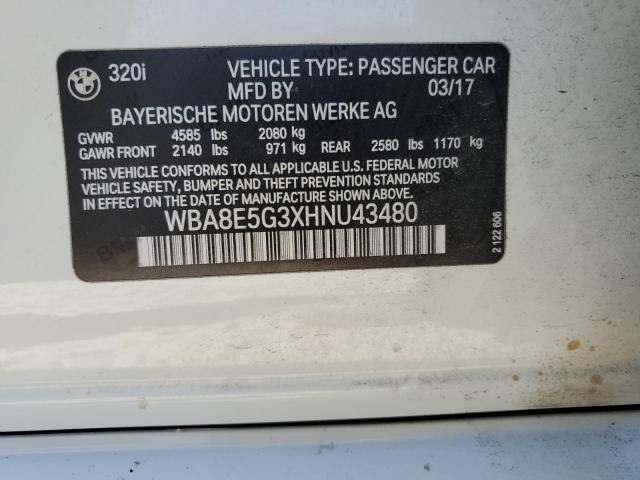 BMW
320i VEHICLE TYPE: PASSENGER CAR
MFD BY 03/17
BAYERISCHE MOTOREN WERKE AG
GVWR 4585 lbs 2080 kg
GAWR FRONT 2140 lbs 971 kg REAR 2580 lbs 1170 kg
THIS VEHICLE CONFORMS TO ALL APPLICABLE U.S. FEDERAL MOTOR
VEHICLE SAFETY, BUMPER AND THEFT PREVENTION STANDARDS
IN EFFECT ON THE DATE OF MANUFACTURE SHOWN ABOVE.
WBA8E5G3XHNU43480
2 122 606